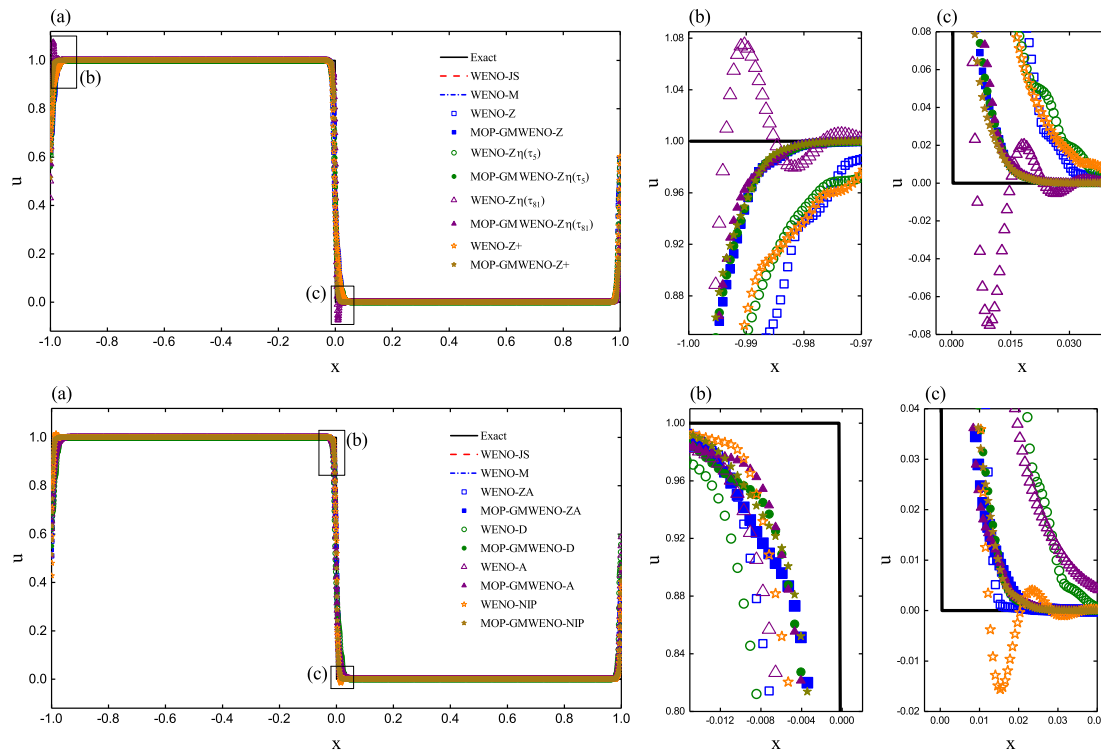 (a)
1.0
0.8
0.6
0.4
0.2
0.0
u
-1.0 -0.8 -0.6 -0.4 -0.2 0.0 0.2 0.4 0.6 0.8 1.0
x
(b)
(c)
Exact
WENO-JS
WENO-M
WENO-Z
MOP-GMWENO-Z
WENO-Zη(τ5)
MOP-GMWENO-Zη(τ5)
WENO-Zη(τ81)
MOP-GMWENO-Zη(τ81)
WENO-Z+
MOP-GMWENO-Z+
(b)
1.08
1.04
1.00
0.96
0.92
0.88
u
-1.00 -0.99 -0.98 -0.97
x
(c)
0.08
0.06
0.04
0.02
0.00
-0.02
-0.04
-0.06
-0.08
u
0.000 0.015 0.030
x
(a)
1.0
0.8
0.6
0.4
0.2
0.0
u
-1.0 -0.8 -0.6 -0.4 -0.2 0.0 0.2 0.4 0.6 0.8 1.0
x
(b)
(c)
Exact
WENO-JS
WENO-M
WENO-ZA
MOP-GMWENO-ZA
WENO-D
MOP-GMWENO-D
WENO-A
MOP-GMWENO-A
WENO-NIP
MOP-GMWENO-NIP
(b)
1.00
0.96
0.92
0.88
0.84
0.80
u
-0.012 -0.008 -0.004 0.000
x
(c)
0.04
0.03
0.02
0.01
0.00
-0.01
-0.02
u
0.00 0.01 0.02 0.03 0.04
x